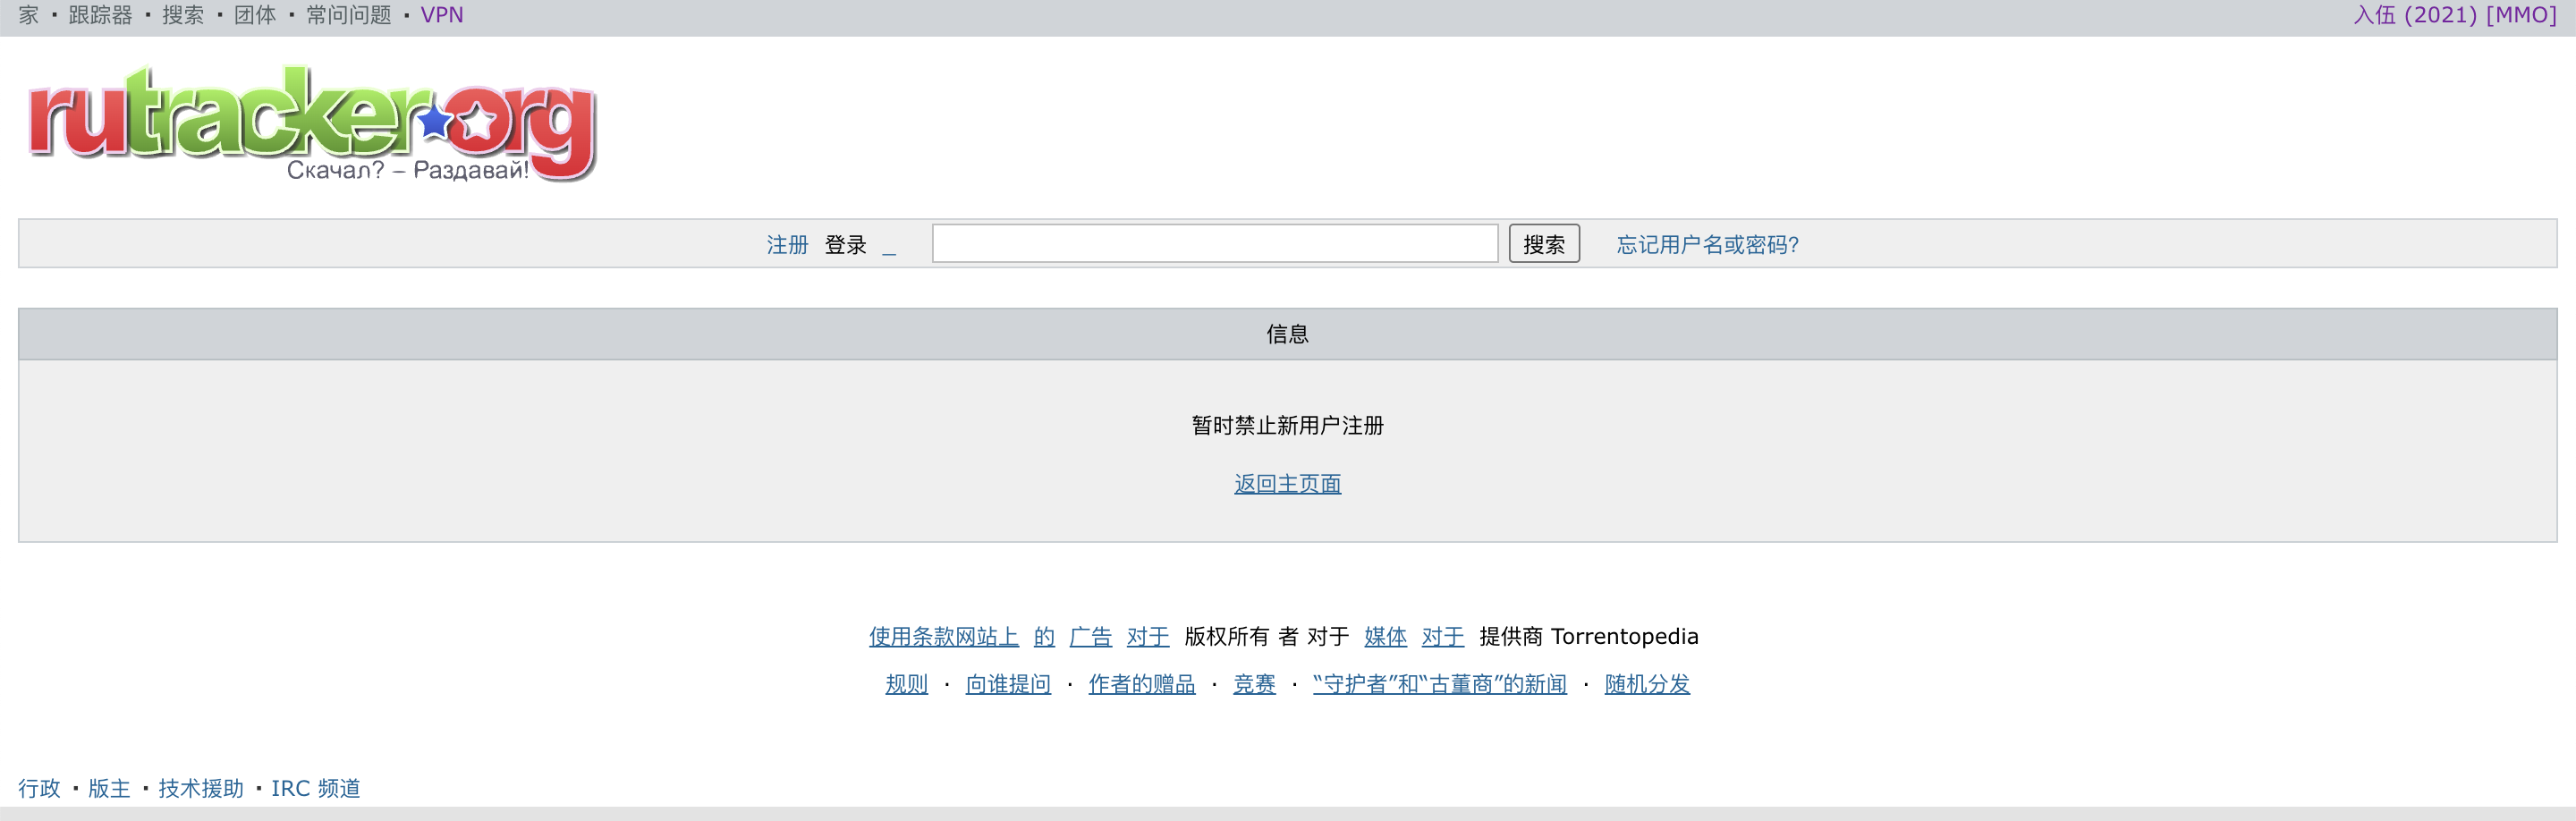 家 ▪ 跟踪器 ▪ 搜索 ▪ 团体 ▪ 常问问题 ▪ VPN
入伍 (2021) [MMO]
rutracker.org
Скачал? – Раздавай!
注册 登录 _ 搜索 忘记用户名或密码?
信息
暂时禁止新用户注册
返回主页面
使用条款网站上 的 广告 对于 版权所有 者 对于 媒体 对于 提供商 Torrentopedia
规则 · 向谁提问 · 作者的赠品 · 竞赛 · “守护者”和“古董商”的新闻 · 随机分发
行政 ▪ 版主 ▪ 技术援助 ▪ IRC 频道